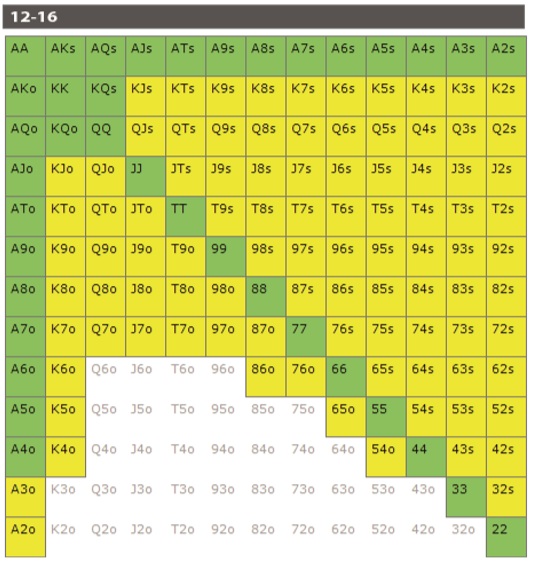 12-16
AA AKs AQs AJs ATs A9s A8s A7s A6s A5s A4s A3s A2s
AKo KK KQs KJs KTs K9s K8s K7s K6s K5s K4s K3s K2s
AQo KQo QQ QJs QTs Q9s Q8s Q7s Q6s Q5s Q4s Q3s Q2s
AJo KJo QJo JJ JTs J9s J8s J7s J6s J5s J4s J3s J2s
ATo KTo QTo JTo TT T9s T8s T7s T6s T5s T4s T3s T2s
A9o K9o Q9o J9o T9o 99 98s 97s 96s 95s 94s 93s 92s
A8o K8o Q8o J8o T8o 98o 88 87s 86s 85s 84s 83s 82s
A7o K7o Q7o J7o T7o 97o 87o 77 76s 75s 74s 73s 72s
A6o K6o Q6o J6o T6o 96o 86o 76o 66 65s 64s 63s 62s
A5o K5o Q5o J5o T5o 95o 85o 75o 65o 55 54s 53s 52s
A4o K4o Q4o J4o T4o 94o 84o 74o 64o 54o 44 43s 42s
A3o K3o Q3o J3o T3o 93o 83o 73o 63o 53o 43o 33 32s
A2o K2o Q2o J2o T2o 92o 82o 72o 62o 52o 42o 32o 22